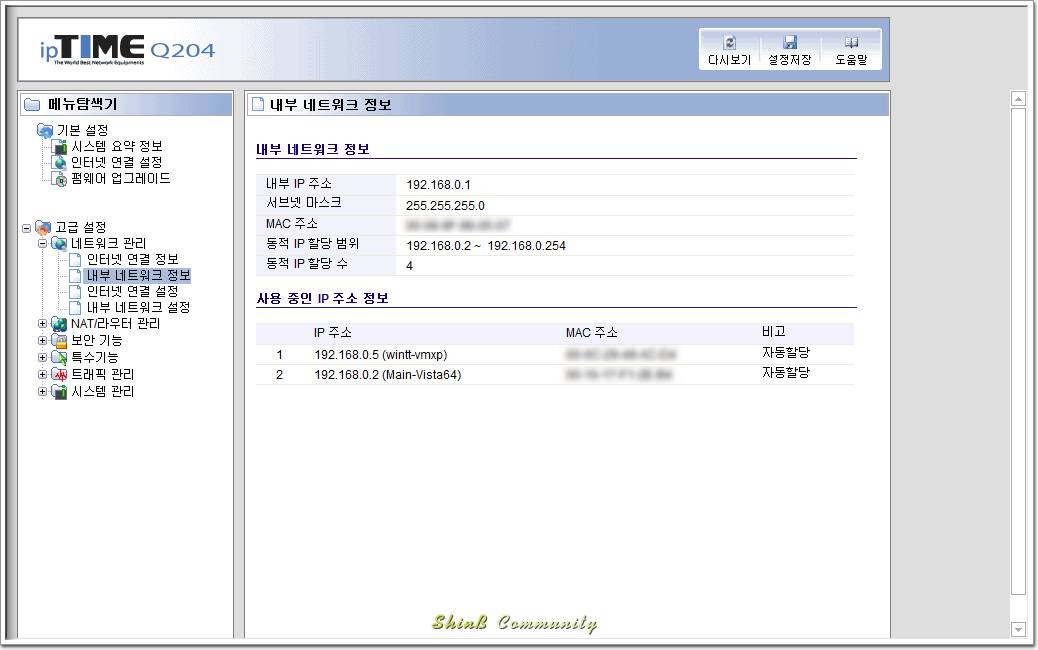 ipTIME Q204
The World Best Network Equipments
다시보기 설정저장 도움말
메뉴탐색기
기본 설정
시스템 요약 정보
인터넷 연결 설정
펌웨어 업그레이드
고급 설정
네트워크 관리
인터넷 연결 정보
내부 네트워크 정보
인터넷 연결 설정
내부 네트워크 설정
NAT/라우터 관리
보안 기능
특수기능
트래픽 관리
시스템 관리
내부 네트워크 정보
내부 네트워크 정보
내부 IP 주소 192.168.0.1
서브넷 마스크 255.255.255.0
MAC 주소
동적 IP 할당 범위 192.168.0.2 ~ 192.168.0.254
동적 IP 할당 수 4
사용 중인 IP 주소 정보
IP 주소 MAC 주소 비고
1 192.168.0.5 (wintt-vmxp) 자동할당
2 192.168.0.2 (Main-Vista64) 자동할당
ShinB Community